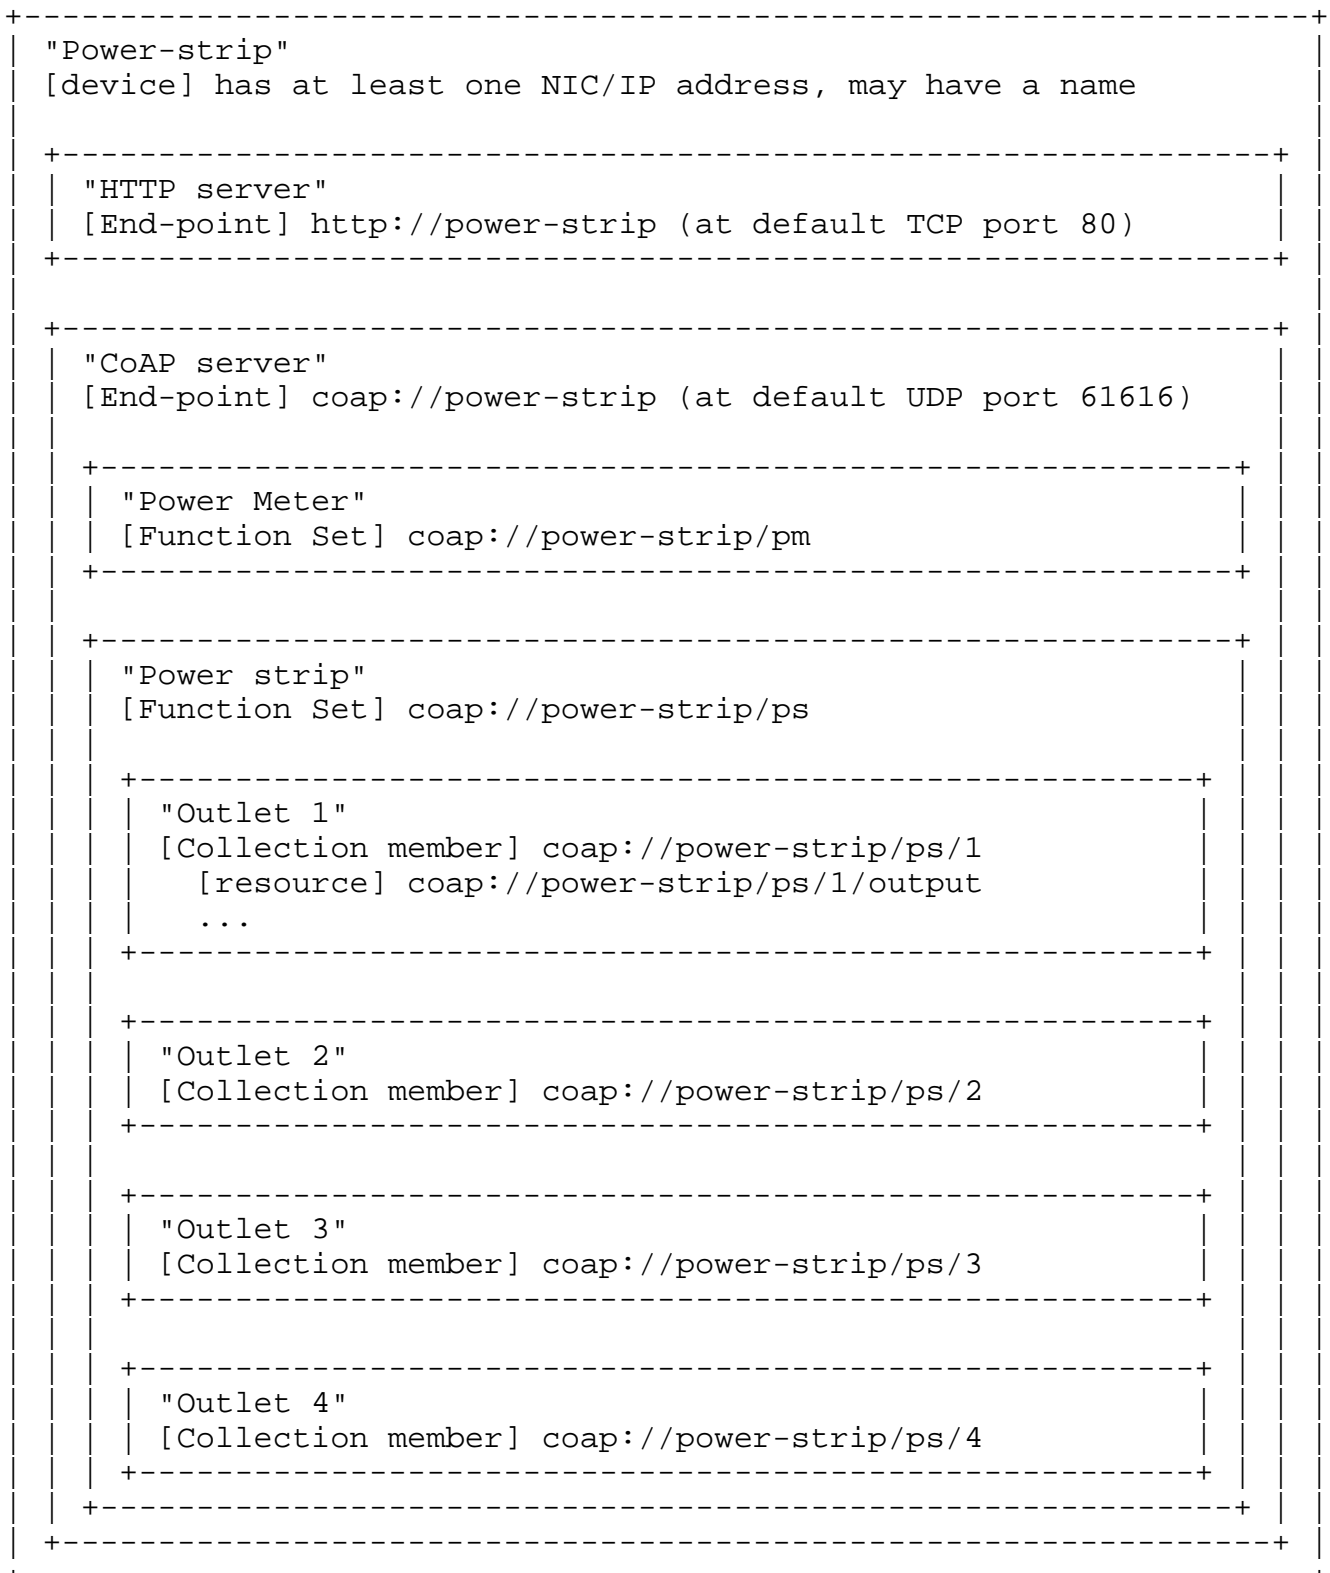 "Power-strip"
[device] has at least one NIC/IP address, may have a name
"HTTP server"
[End-point] http://power-strip (at default TCP port 80)
"CoAP server"
[End-point] coap://power-strip (at default UDP port 61616)
"Power Meter"
[Function Set] coap://power-strip/pm
"Power strip"
[Function Set] coap://power-strip/ps
"Outlet 1"
[Collection member] coap://power-strip/ps/1
[resource] coap://power-strip/ps/1/output
...
"Outlet 2"
[Collection member] coap://power-strip/ps/2
"Outlet 3"
[Collection member] coap://power-strip/ps/3
"Outlet 4"
[Collection member] coap://power-strip/ps/4